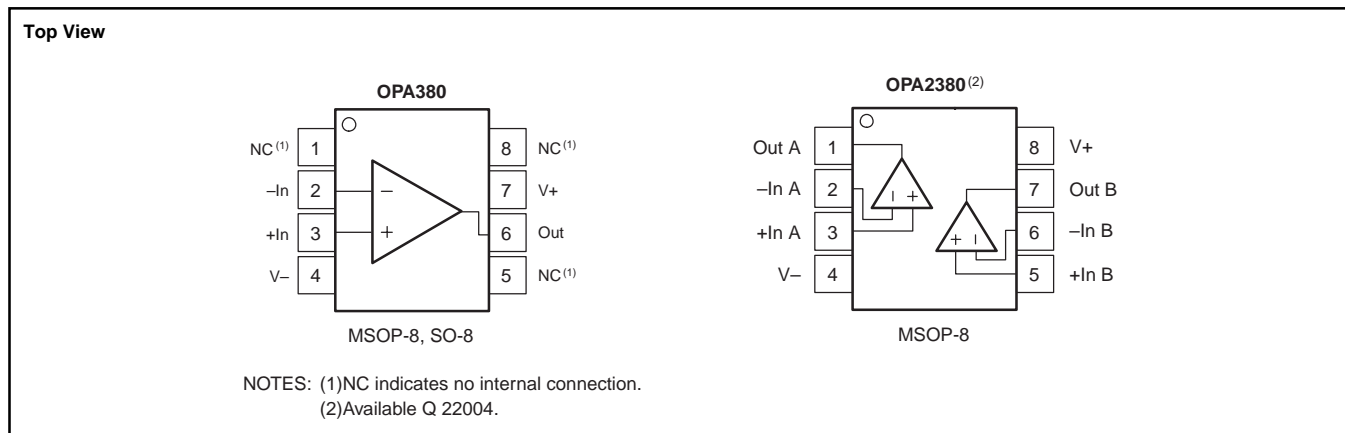 Top View
OPA380
NC(1) 1
–In 2
+In 3
V– 4
8 NC(1)
7 V+
6 Out
5 NC(1)
–
+
MSOP-8, SO-8
OPA2380(2)
Out A 1
–In A 2
+In A 3
V– 4
8 V+
7 Out B
6 –In B
5 +In B
– +
+ –
MSOP-8
NOTES: (1)NC indicates no internal connection.
(2)Available Q 22004.